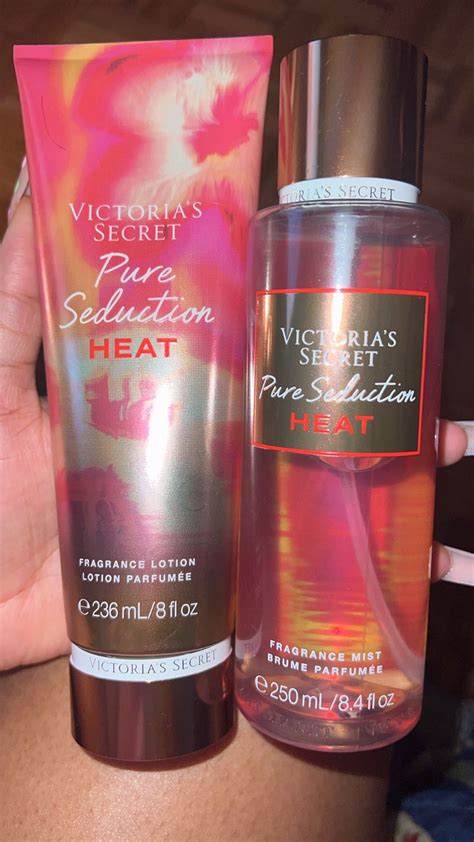 VICTORIA'S
SECRET
Pure
Seduction
HEAT
FRAGRANCE LOTION
LOTION PARFUMÉE
℮ 236 mL/8 fl oz
VICTORIA'S SECRET
VICTORIA'S SECRET
VICTORIA'S
SECRET
Pure Seduction
HEAT
FRAGRANCE MIST
BRUME PARFUMÉE
℮ 250 mL/8.4 fl oz